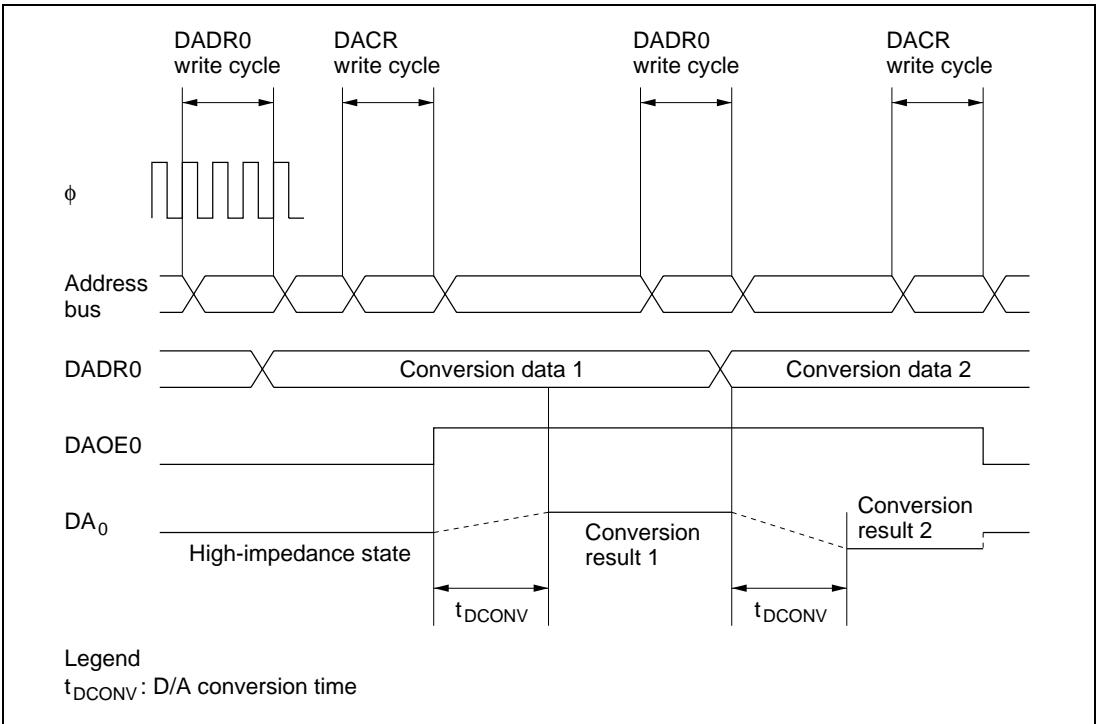 DADR0
write cycle
DACR
write cycle
DADR0
write cycle
DACR
write cycle
φ
Address
bus
DADR0
Conversion data 1
Conversion data 2
DAOE0
DA0
High-impedance state
Conversion
result 1
Conversion
result 2
tDCONV
tDCONV
Legend
tDCONV : D/A conversion time